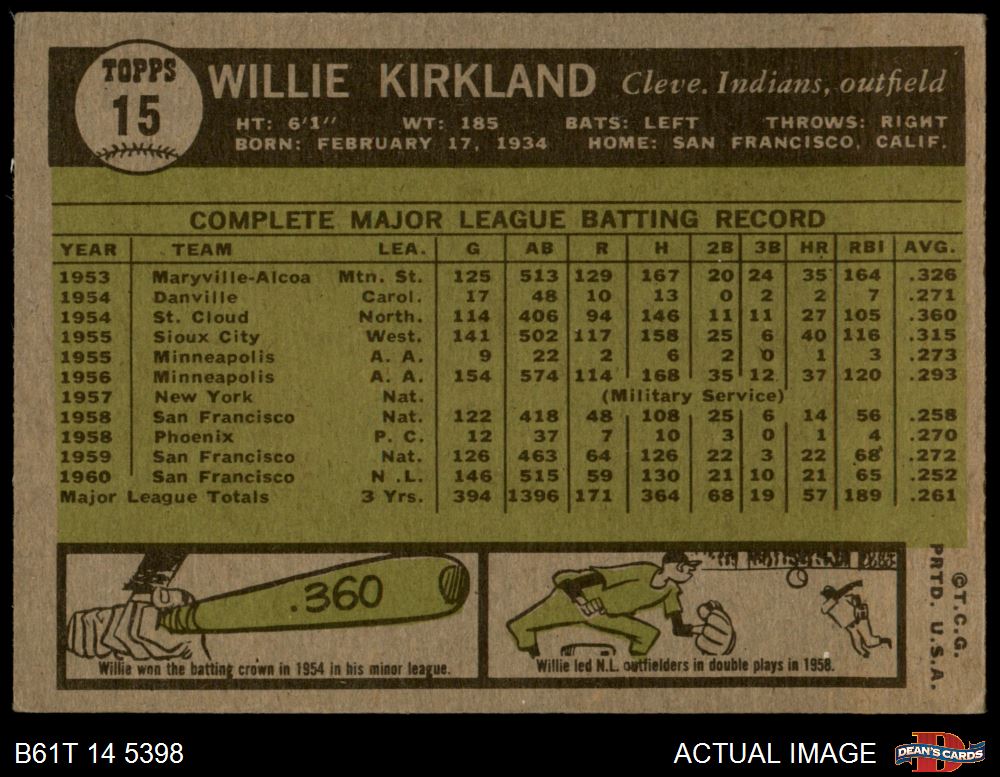 TOPPS
15
WILLIE KIRKLAND Cleve. Indians, outfield
HT: 6'1" WT: 185 BATS: LEFT THROWS: RIGHT
BORN: FEBRUARY 17, 1934 HOME: SAN FRANCISCO, CALIF.
COMPLETE MAJOR LEAGUE BATTING RECORD
YEAR TEAM LEA. G AB R H 2B 3B HR RBI AVG.
1953 Maryville-Alcoa Mtn. St. 125 513 129 167 20 24 35 164 .326
1954 Danville Carol. 17 48 10 13 0 2 2 7 .271
1954 St. Cloud North. 114 406 94 146 11 11 27 105 .360
1955 Sioux City West. 141 502 117 158 25 6 40 116 .315
1955 Minneapolis A. A. 9 22 2 6 2 0 1 3 .273
1956 Minneapolis A. A. 154 574 114 168 35 12 37 120 .293
1957 New York Nat. (Military Service)
1958 San Francisco Nat. 122 418 48 108 25 6 14 56 .258
1958 Phoenix P. C. 12 37 7 10 3 0 1 4 .270
1959 San Francisco Nat. 126 463 64 126 22 3 22 68 .272
1960 San Francisco N .L. 146 515 59 130 21 10 21 65 .252
Major League Totals 3 Yrs. 394 1396 171 364 68 19 57 189 .261
.360
Willie won the batting crown in 1954 in his minor league.
Willie led N.L. outfielders in double plays in 1958.
©T.C.G.
PRTD. U.S.A.
B61T 14 5398
ACTUAL IMAGE
D
DEAN'S CARDS